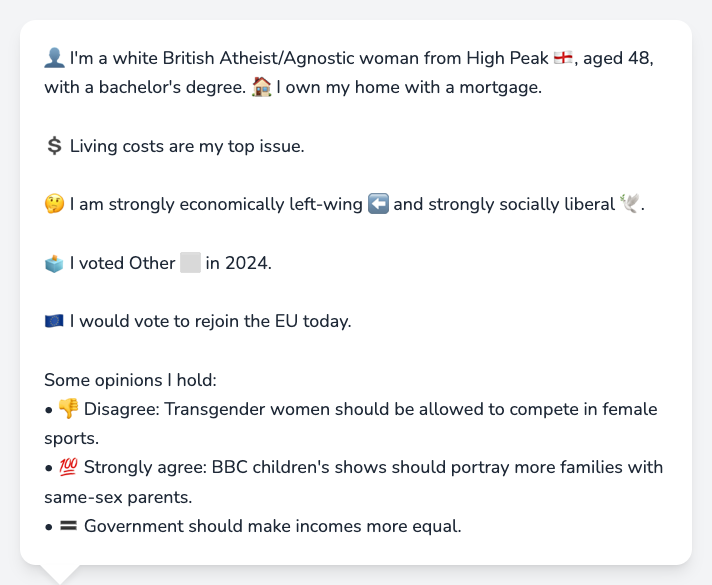 👤 I'm a white British Atheist/Agnostic woman from High Peak 🏴󠁧󠁢󠁥󠁮󠁧󠁿, aged 48,
with a bachelor's degree. 🏠 I own my home with a mortgage.
💲 Living costs are my top issue.
🤔 I am strongly economically left-wing ⬅️ and strongly socially liberal 🕊️.
🗳️ I voted Other ⬜ in 2024.
🇪🇺 I would vote to rejoin the EU today.
Some opinions I hold:
• 👎 Disagree: Transgender women should be allowed to compete in female
sports.
• 💯 Strongly agree: BBC children's shows should portray more families with
same-sex parents.
• 🟰 Government should make incomes more equal.